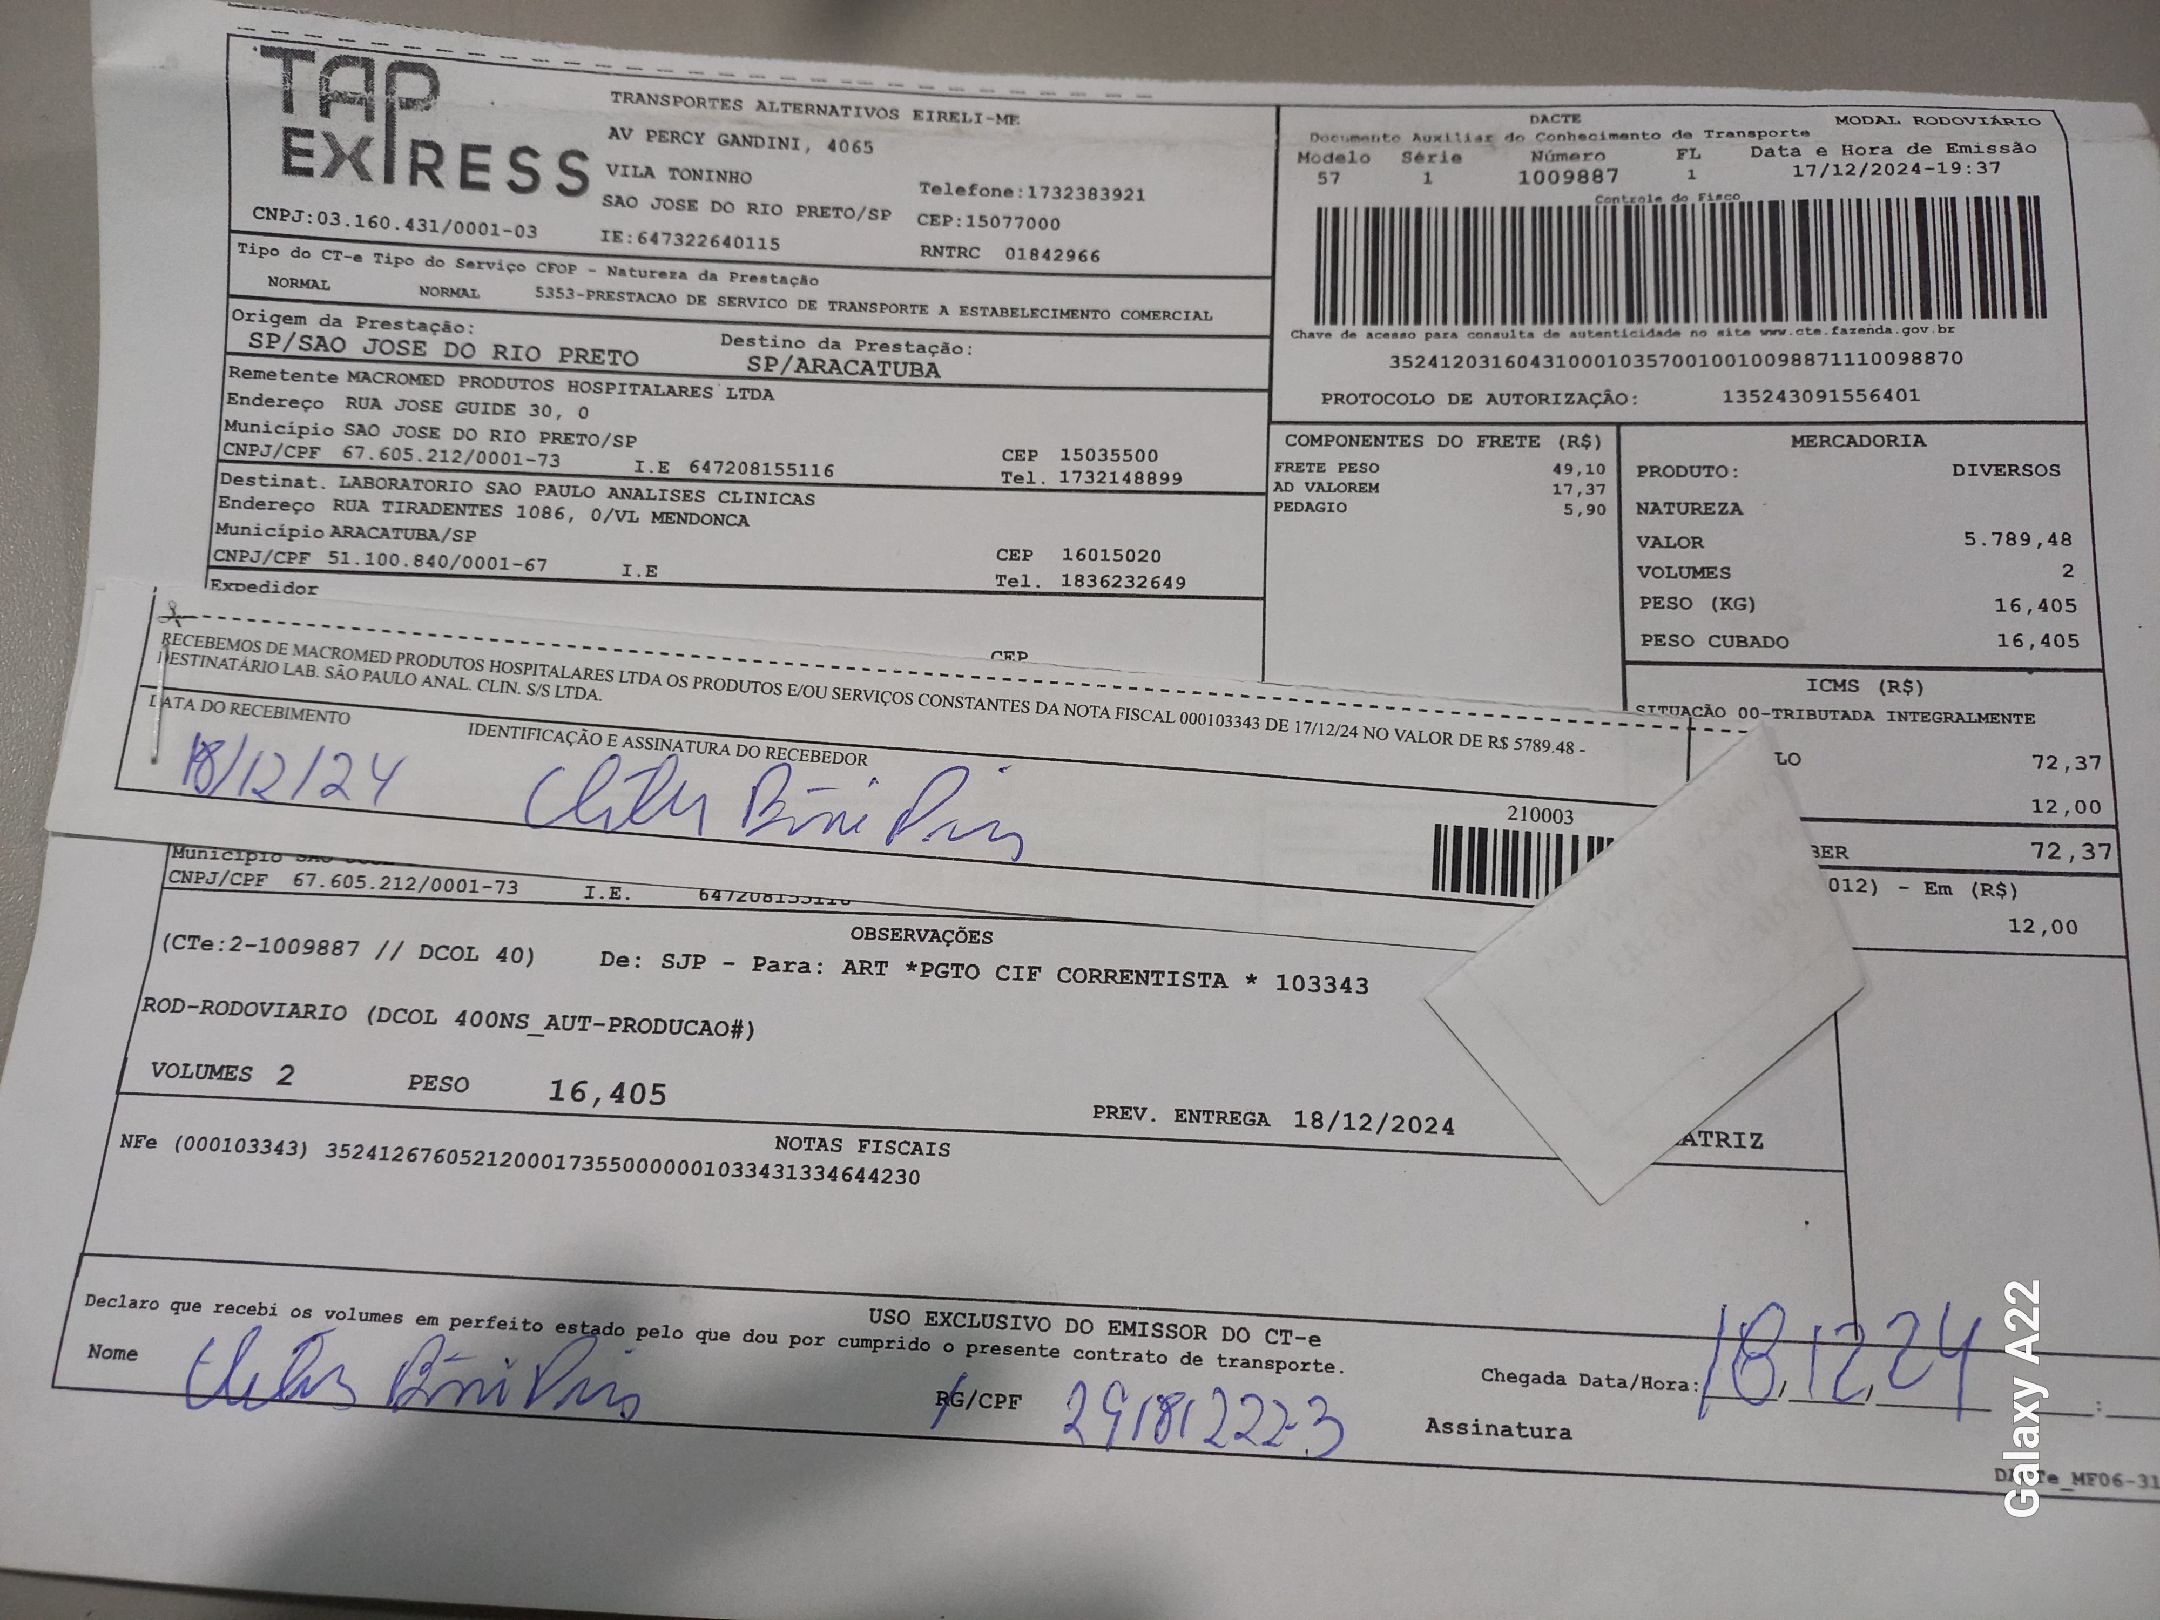 TAP EXPRESS
TRANSPORTES ALTERNATIVOS EIRELI-ME
AV PERCY GANDINI, 4065
VILA TONINHO
Telefone:1732383921
SAO JOSE DO RIO PRETO/SP CEP:15077000
CNPJ:03.160.431/0001-03 IE:647322640115 RNTRC 01842966
Tipo do CT-e Tipo do Serviço CFOP - Natureza da Prestação
NORMAL NORMAL 5353-PRESTACAO DE SERVICO DE TRANSPORTE A ESTABELECIMENTO COMERCIAL
Origem da Prestação: Destino da Prestação:
SP/SAO JOSE DO RIO PRETO SP/ARACATUBA
Remetente MACROMED PRODUTOS HOSPITALARES LTDA
Endereço RUA JOSE GUIDE 30, 0
Município SAO JOSE DO RIO PRETO/SP CEP 15035500
CNPJ/CPF 67.605.212/0001-73 I.E 647208155116 Tel. 1732148899
Destinat. LABORATORIO SAO PAULO ANALISES CLINICAS
Endereço RUA TIRADENTES 1086, 0/VL MENDONCA
Município ARACATUBA/SP CEP 16015020
CNPJ/CPF 51.100.840/0001-67 I.E Tel. 1836232649
Expedidor
CEP
DACTE MODAL RODOVIÁRIO
Documento Auxiliar do Conhecimento de Transporte
Modelo Série Número FL Data e Hora de Emissão
57 1 1009887 1 17/12/2024-19:37
Controle do Fisco
Chave de acesso para consulta de autenticidade no site www.cte.fazenda.gov.br
35241203160431000103570010010098871110098870
PROTOCOLO DE AUTORIZAÇÃO: 135243091556401
COMPONENTES DO FRETE (R$)
FRETE PESO 49,10
AD VALOREM 17,37
PEDAGIO 5,90
MERCADORIA
PRODUTO: DIVERSOS
NATUREZA
VALOR 5.789,48
VOLUMES 2
PESO (KG) 16,405
PESO CUBADO 16,405
ICMS (R$)
SITUAÇÃO 00-TRIBUTADA INTEGRALMENTE
LO 72,37
12,00
BER 72,37
012) - Em (R$)
12,00
RECEBEMOS DE MACROMED PRODUTOS HOSPITALARES LTDA OS PRODUTOS E/OU SERVIÇOS CONSTANTES DA NOTA FISCAL 000103343 DE 17/12/24 NO VALOR DE R$ 5789.48 -
DESTINATÁRIO LAB. SÃO PAULO ANAL. CLIN. S/S LTDA.
DATA DO RECEBIMENTO IDENTIFICAÇÃO E ASSINATURA DO RECEBEDOR
18/12/24
210003
Município
CNPJ/CPF 67.605.212/0001-73 I.E. 647208155116
OBSERVAÇÕES
(CTe:2-1009887 // DCOL 40) De: SJP - Para: ART *PGTO CIF CORRENTISTA * 103343
ROD-RODOVIARIO (DCOL 400NS_AUT-PRODUCAO#)
VOLUMES 2 PESO 16,405 PREV. ENTREGA 18/12/2024 ATRIZ
NOTAS FISCAIS
NFe (000103343) 35241267605212000173550000001033431334644230
USO EXCLUSIVO DO EMISSOR DO CT-e
Declaro que recebi os volumes em perfeito estado pelo que dou por cumprido o presente contrato de transporte.
Nome RG/CPF 29181222-3 Chegada Data/Hora: 18,12,24 :
Assinatura
Galaxy A22